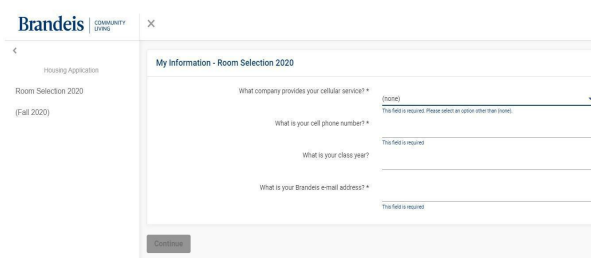 Brandeis COMMUNITY LIVING
Housing Application
Room Selection 2020
(Fall 2020)
My Information - Room Selection 2020
What company provides your cellular service? *
(none)
This field is required. Please select an option other than (none).
What is your cell phone number? *
This field is required
What is your class year?
What is your Brandeis e-mail address? *
This field is required
Continue